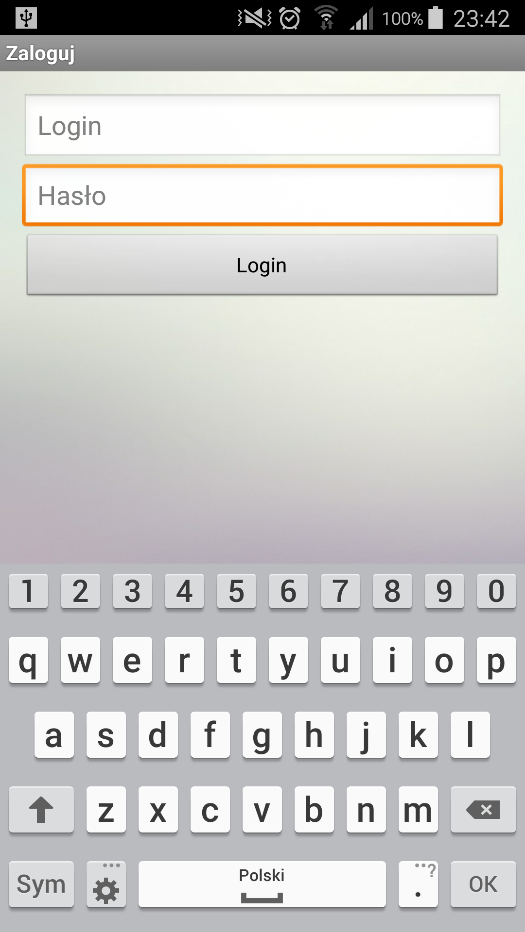 100% 23:42
Zaloguj
Login
Hasło
Login
1 2 3 4 5 6 7 8 9 0
q w e r t y u i o p
a s d f g h j k l
z x c v b n m
Sym Polski . ...? OK